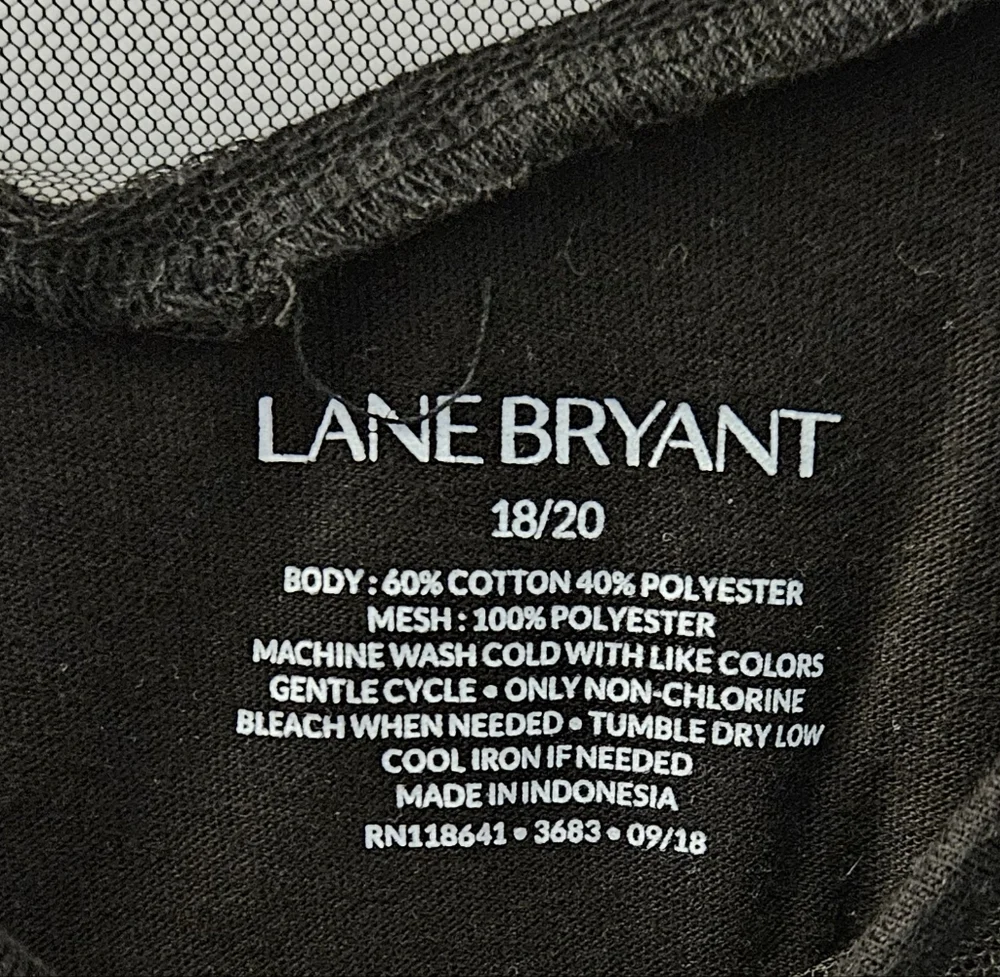 LANE BRYANT
18/20
BODY : 60% COTTON 40% POLYESTER
MESH : 100% POLYESTER
MACHINE WASH COLD WITH LIKE COLORS
GENTLE CYCLE • ONLY NON-CHLORINE
BLEACH WHEN NEEDED • TUMBLE DRY LOW
COOL IRON IF NEEDED
MADE IN INDONESIA
RN118641 • 3683 • 09/18